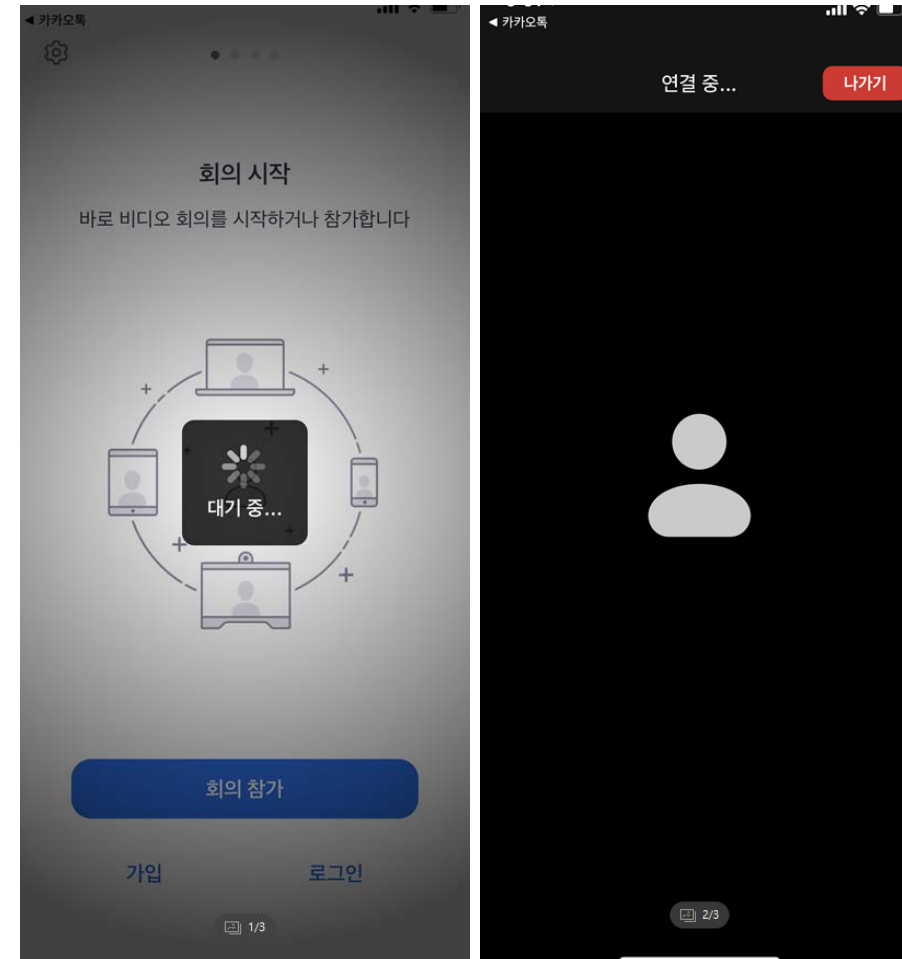 ◀ 카카오톡
회의 시작
바로 비디오 회의를 시작하거나 참가합니다
대기 중...
회의 참가
가입
로그인
1/3
◀ 카카오톡
연결 중...
나가기
2/3